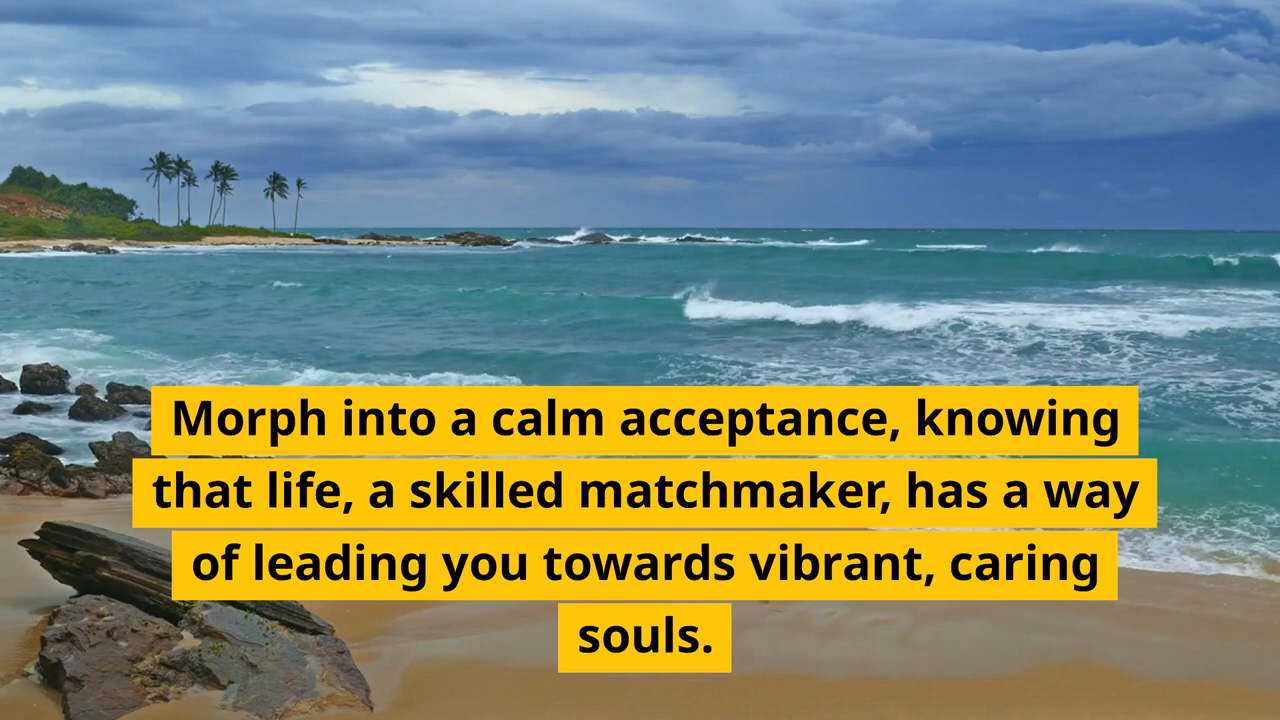 Morph into a calm acceptance, knowing
that life, a skilled matchmaker, has a way
of leading you towards vibrant, caring
souls.